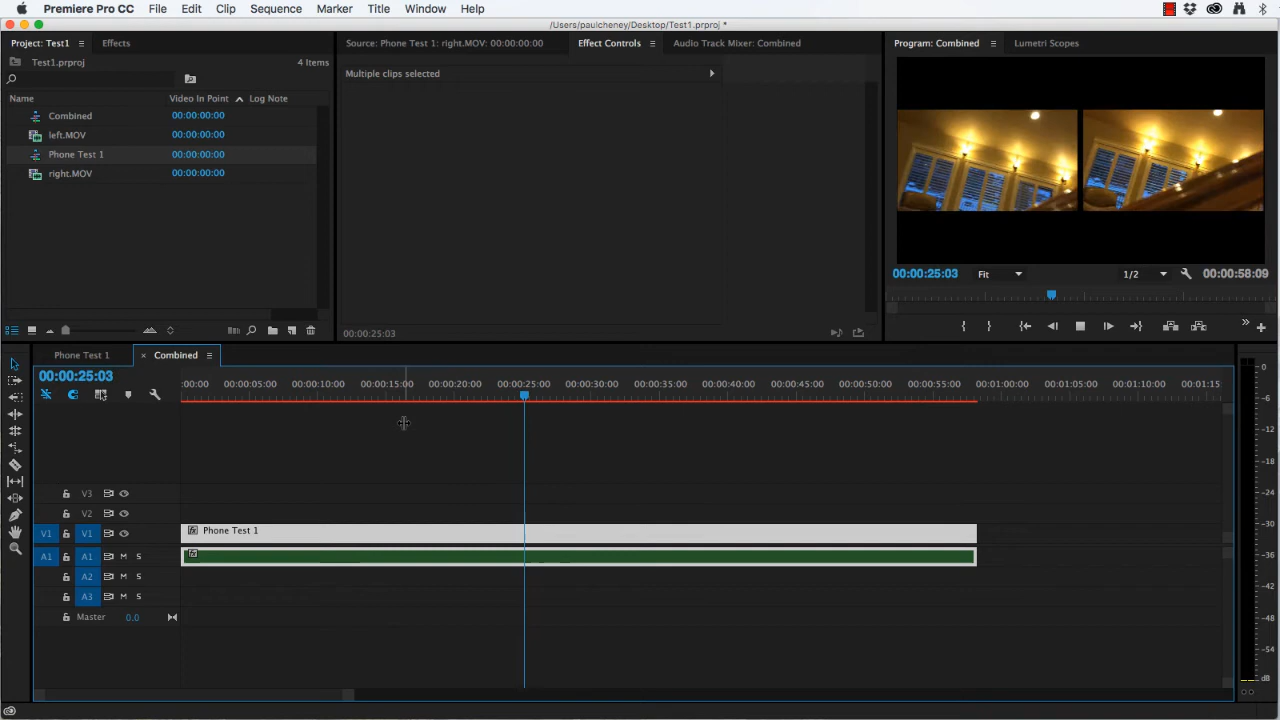 Premiere Pro CC File Edit Clip Sequence Marker Title Window Help
/Users/paulcheney/Desktop/Test1.prproj *
Project: Test1 Effects
Test1.prproj 4 Items
Name Video In Point Log Note
Combined 00:00:00:00
left.MOV 00:00:00:00
Phone Test 1 00:00:00:00
right.MOV 00:00:00:00
Source: Phone Test 1: right.MOV: 00:00:00:00 Effect Controls Audio Track Mixer: Combined
Multiple clips selected
00:00:25:03
Program: Combined Lumetri Scopes
00:00:25:03 Fit 1/2 00:00:58:09
Phone Test 1 × Combined
00:00:25:03
:00:00 00:00:05:00 00:00:10:00 00:00:15:00 00:00:20:00 00:00:25:00 00:00:30:00 00:00:35:00 00:00:40:00 00:00:45:00 00:00:50:00 00:00:55:00 00:01:00:00 00:01:05:00 00:01:10:00 00:01:15
V3
V2
V1 V1 fx Phone Test 1
A1 A1 M S fx
A2 M S
A3 M S
Master 0.0
0
-6
-12
-18
-24
-30
-36
-42
-48
-54
dB